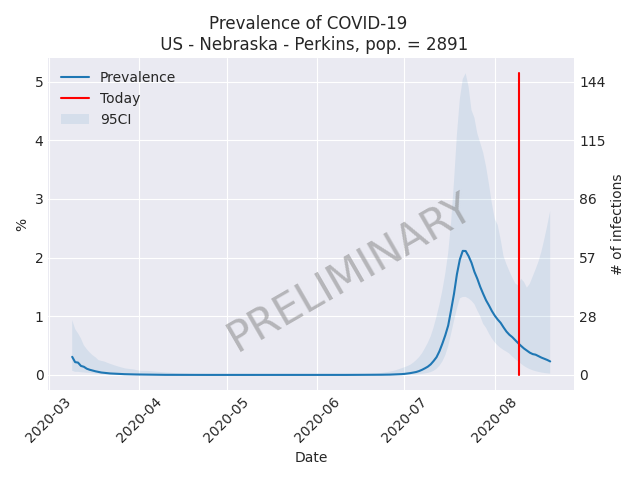 Prevalence of COVID-19
US - Nebraska - Perkins, pop. = 2891
Prevalence
Today
95CI
PRELIMINARY
%
5
4
3
2
1
0
144
115
86
57
28
0
# of infections
2020-03
2020-04
2020-05
2020-06
2020-07
2020-08
Date